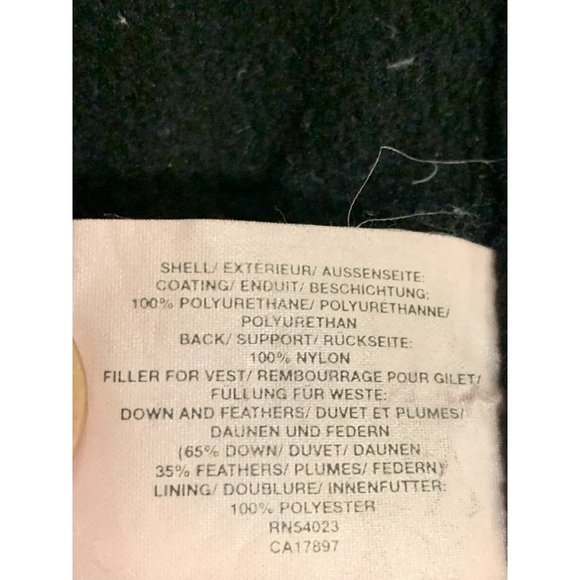 SHELL/ EXTÉRIEUR/ AUSSENSEITE:
COATING/ ENDUIT/ BESCHICHTUNG:
100% POLYURETHANE/ POLYURÉTHANNE/
POLYURETHAN
BACK/ SUPPORT/ RÜCKSEITE:
100% NYLON
FILLER FOR VEST/ REMBOURRAGE POUR GILET/
FÜLLUNG FÜR WESTE:
DOWN AND FEATHERS/ DUVET ET PLUMES/
DAUNEN UND FEDERN
(65% DOWN/ DUVET/ DAUNEN
35% FEATHERS/ PLUMES/ FEDERN)
LINING/ DOUBLURE/ INNENFUTTER:
100% POLYESTER
RN54023
CA17897